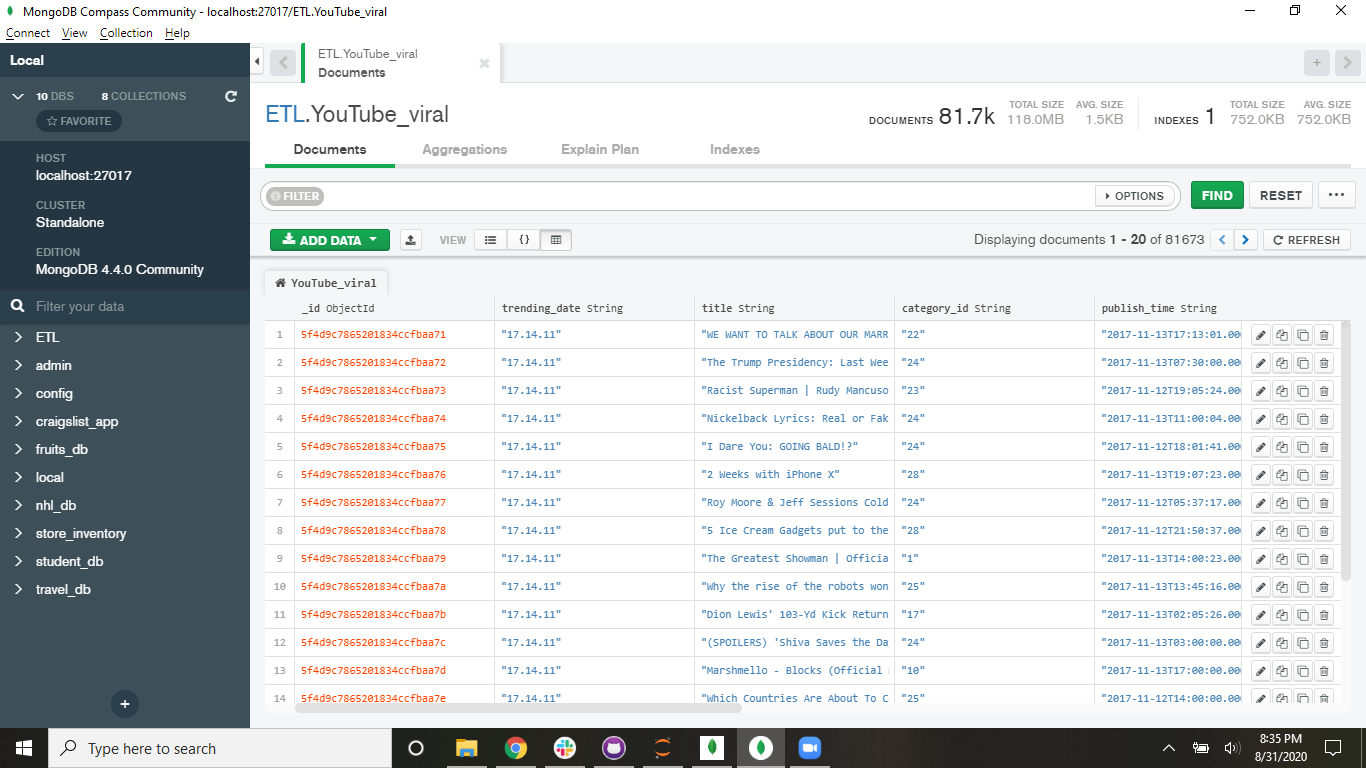 MongoDB Compass Community - localhost:27017/ETL.YouTube_viral
Connect View Collection Help
Local
10 DBS 8 COLLECTIONS
FAVORITE
HOST
localhost:27017
CLUSTER
Standalone
EDITION
MongoDB 4.4.0 Community
Filter your data
ETL
admin
config
craigslist_app
fruits_db
local
nhl_db
store_inventory
student_db
travel_db
ETL.YouTube_viral
Documents
ETL.YouTube_viral
DOCUMENTS 81.7k TOTAL SIZE 118.0MB AVG. SIZE 1.5KB INDEXES 1 TOTAL SIZE 752.0KB AVG. SIZE 752.0KB
Documents Aggregations Explain Plan Indexes
FILTER OPTIONS FIND RESET
ADD DATA VIEW {} Displaying documents 1 - 20 of 81673 REFRESH
YouTube_viral
_id ObjectId trending_date String title String category_id String publish_time String
1 5f4d9c7865201834ccfbaa71 "17.14.11" "WE WANT TO TALK ABOUT OUR MARR "22" "2017-11-13T17:13:01.00
2 5f4d9c7865201834ccfbaa72 "17.14.11" "The Trump Presidency: Last Wee "24" "2017-11-13T07:30:00.00
3 5f4d9c7865201834ccfbaa73 "17.14.11" "Racist Superman | Rudy Mancuso "23" "2017-11-12T19:05:24.00
4 5f4d9c7865201834ccfbaa74 "17.14.11" "Nickelback Lyrics: Real or Fak "24" "2017-11-13T11:00:04.00
5 5f4d9c7865201834ccfbaa75 "17.14.11" "I Dare You: GOING BALD!?" "24" "2017-11-12T18:01:41.00
6 5f4d9c7865201834ccfbaa76 "17.14.11" "2 Weeks with iPhone X" "28" "2017-11-13T19:07:23.00
7 5f4d9c7865201834ccfbaa77 "17.14.11" "Roy Moore & Jeff Sessions Cold "24" "2017-11-12T05:37:17.00
8 5f4d9c7865201834ccfbaa78 "17.14.11" "5 Ice Cream Gadgets put to the "28" "2017-11-12T21:50:37.00
9 5f4d9c7865201834ccfbaa79 "17.14.11" "The Greatest Showman | Officia "1" "2017-11-13T14:00:23.00
10 5f4d9c7865201834ccfbaa7a "17.14.11" "Why the rise of the robots won "25" "2017-11-13T13:45:16.00
11 5f4d9c7865201834ccfbaa7b "17.14.11" "Dion Lewis' 103-Yd Kick Return "17" "2017-11-13T02:05:26.00
12 5f4d9c7865201834ccfbaa7c "17.14.11" "(SPOILERS) 'Shiva Saves the Da "24" "2017-11-13T03:00:00.00
13 5f4d9c7865201834ccfbaa7d "17.14.11" "Marshmello - Blocks (Official "10" "2017-11-13T17:00:00.00
14 5f4d9c7865201834ccfbaa7e "17.14.11" "Which Countries Are About To C "25" "2017-11-12T14:00:00.00
Type here to search
8:35 PM
8/31/2020